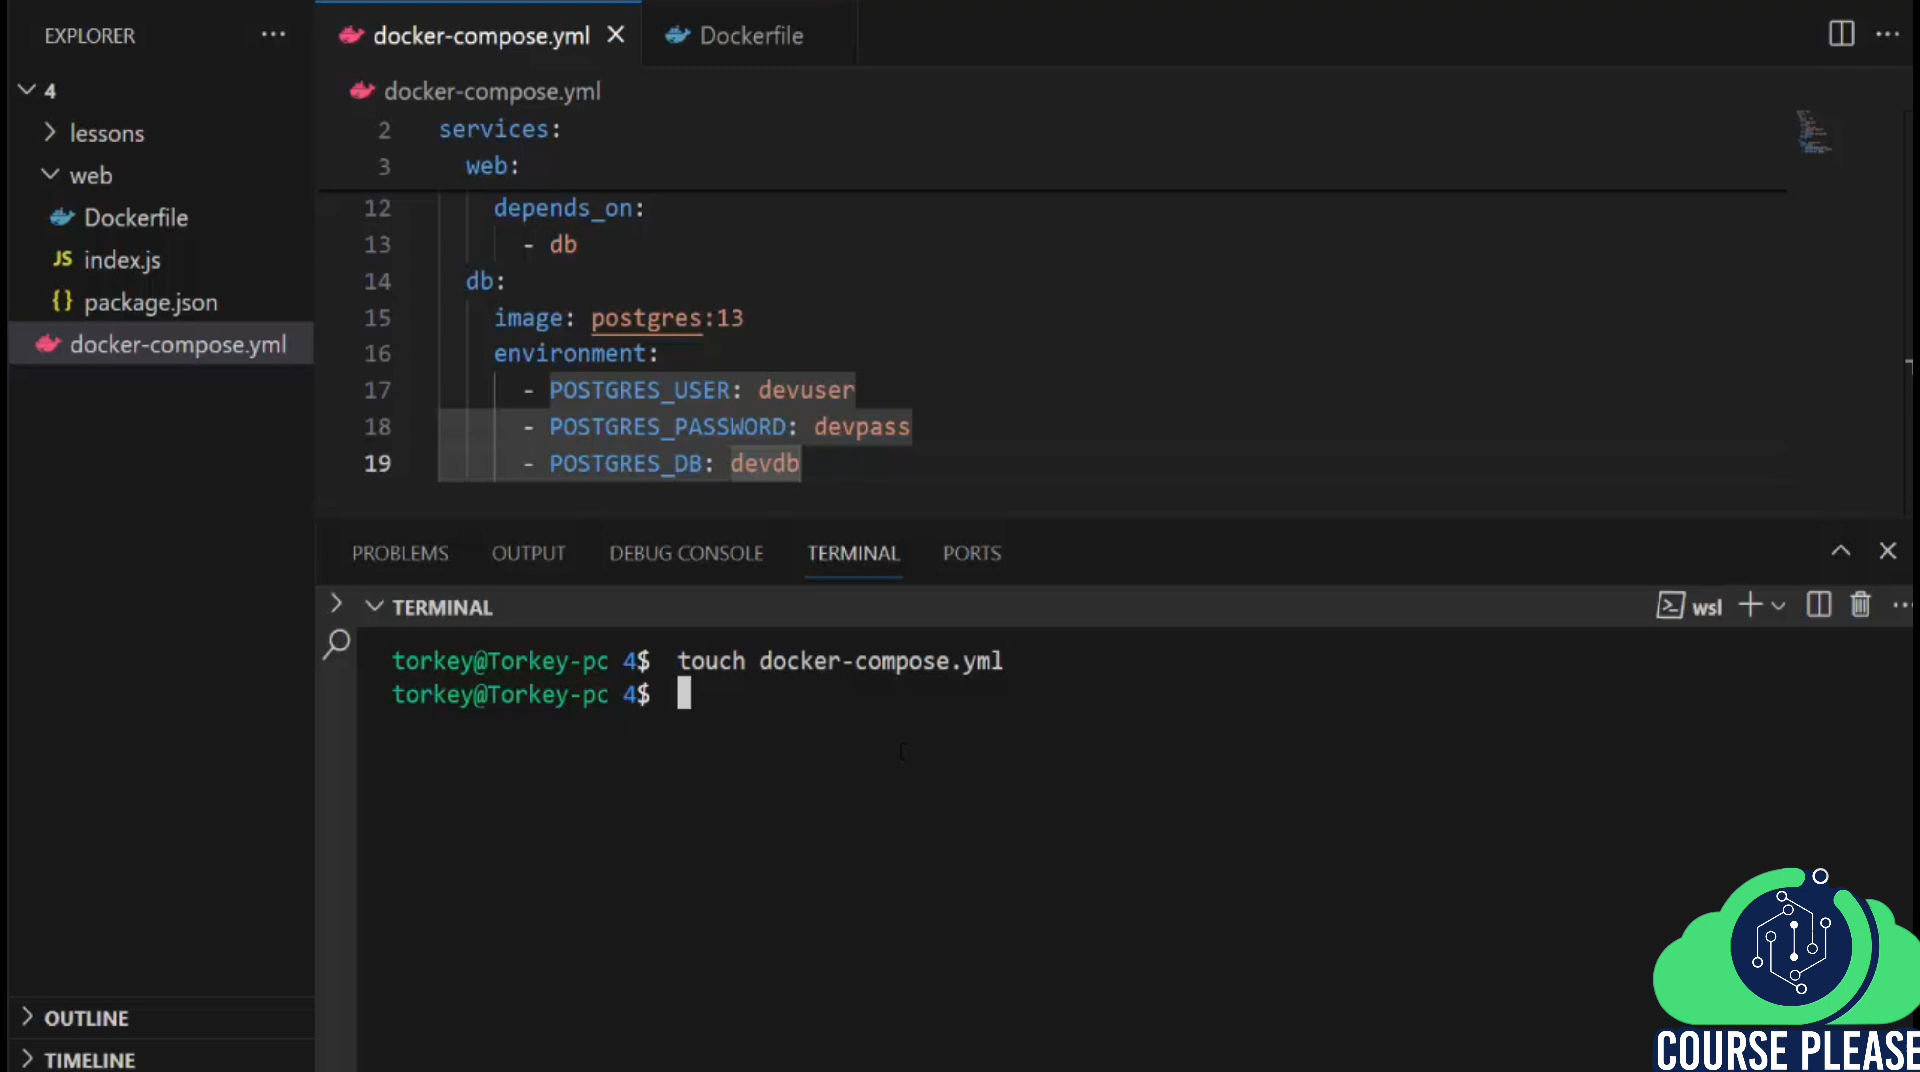 EXPLORER
4
lessons
web
Dockerfile
JS index.js
{} package.json
docker-compose.yml
docker-compose.yml
Dockerfile
docker-compose.yml
2 services:
3 web:
12 depends_on:
13 - db
14 db:
15 image: postgres:13
16 environment:
17 - POSTGRES_USER: devuser
18 - POSTGRES_PASSWORD: devpass
19 - POSTGRES_DB: devdb
PROBLEMS OUTPUT DEBUG CONSOLE TERMINAL PORTS
TERMINAL
wsl
torkey@Torkey-pc 4$ touch docker-compose.yml
torkey@Torkey-pc 4$
OUTLINE
TIMELINE
COURSE PLEASE